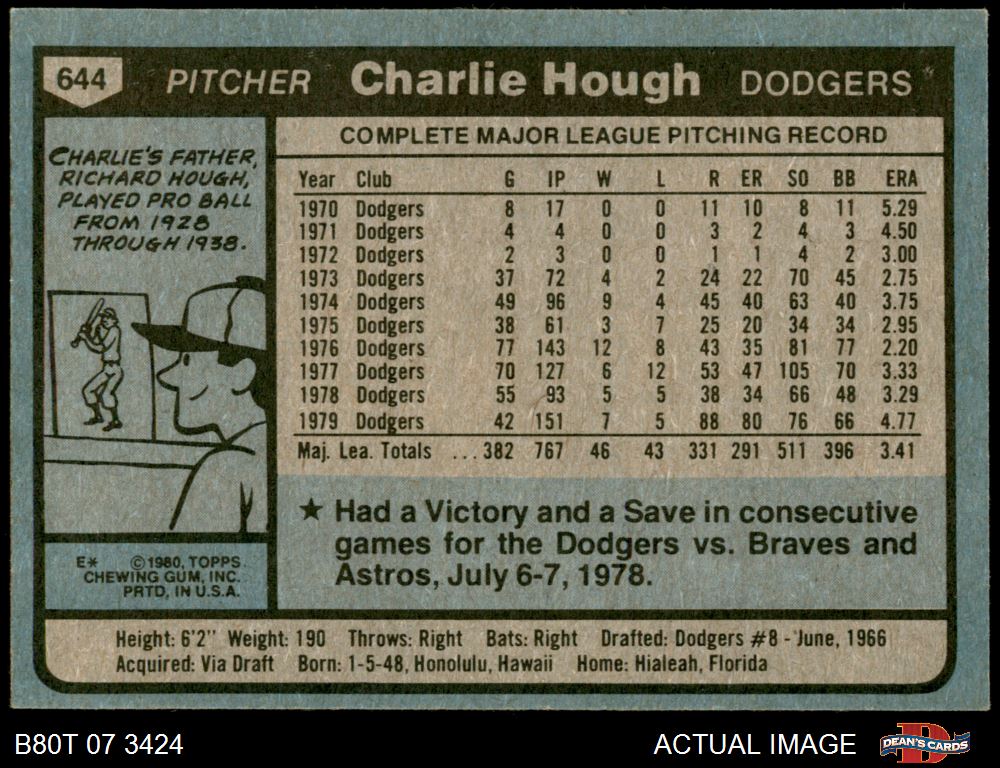 644 PITCHER Charlie Hough DODGERS*
CHARLIE'S FATHER,
RICHARD HOUGH,
PLAYED PRO BALL
FROM 1928
THROUGH 1938.
COMPLETE MAJOR LEAGUE PITCHING RECORD
Year Club G IP W L R ER SO BB ERA
1970 Dodgers 8 17 0 0 11 10 8 11 5.29
1971 Dodgers 4 4 0 0 3 2 4 3 4.50
1972 Dodgers 2 3 0 0 1 1 4 2 3.00
1973 Dodgers 37 72 4 2 24 22 70 45 2.75
1974 Dodgers 49 96 9 4 45 40 63 40 3.75
1975 Dodgers 38 61 3 7 25 20 34 34 2.95
1976 Dodgers 77 143 12 8 43 35 81 77 2.20
1977 Dodgers 70 127 6 12 53 47 105 70 3.33
1978 Dodgers 55 93 5 5 38 34 66 48 3.29
1979 Dodgers 42 151 7 5 88 80 76 66 4.77
Maj. Lea. Totals ...382 767 46 43 331 291 511 396 3.41
★ Had a Victory and a Save in consecutive
games for the Dodgers vs. Braves and
Astros, July 6-7, 1978.
E* ©1980, TOPPS
CHEWING GUM, INC.
PRTD, IN U.S.A.
Height: 6'2" Weight: 190 Throws: Right Bats: Right Drafted: Dodgers #8 - June, 1966
Acquired: Via Draft Born: 1-5-48, Honolulu, Hawaii Home: Hialeah, Florida
B80T 07 3424 ACTUAL IMAGE DEAN'S CARDS